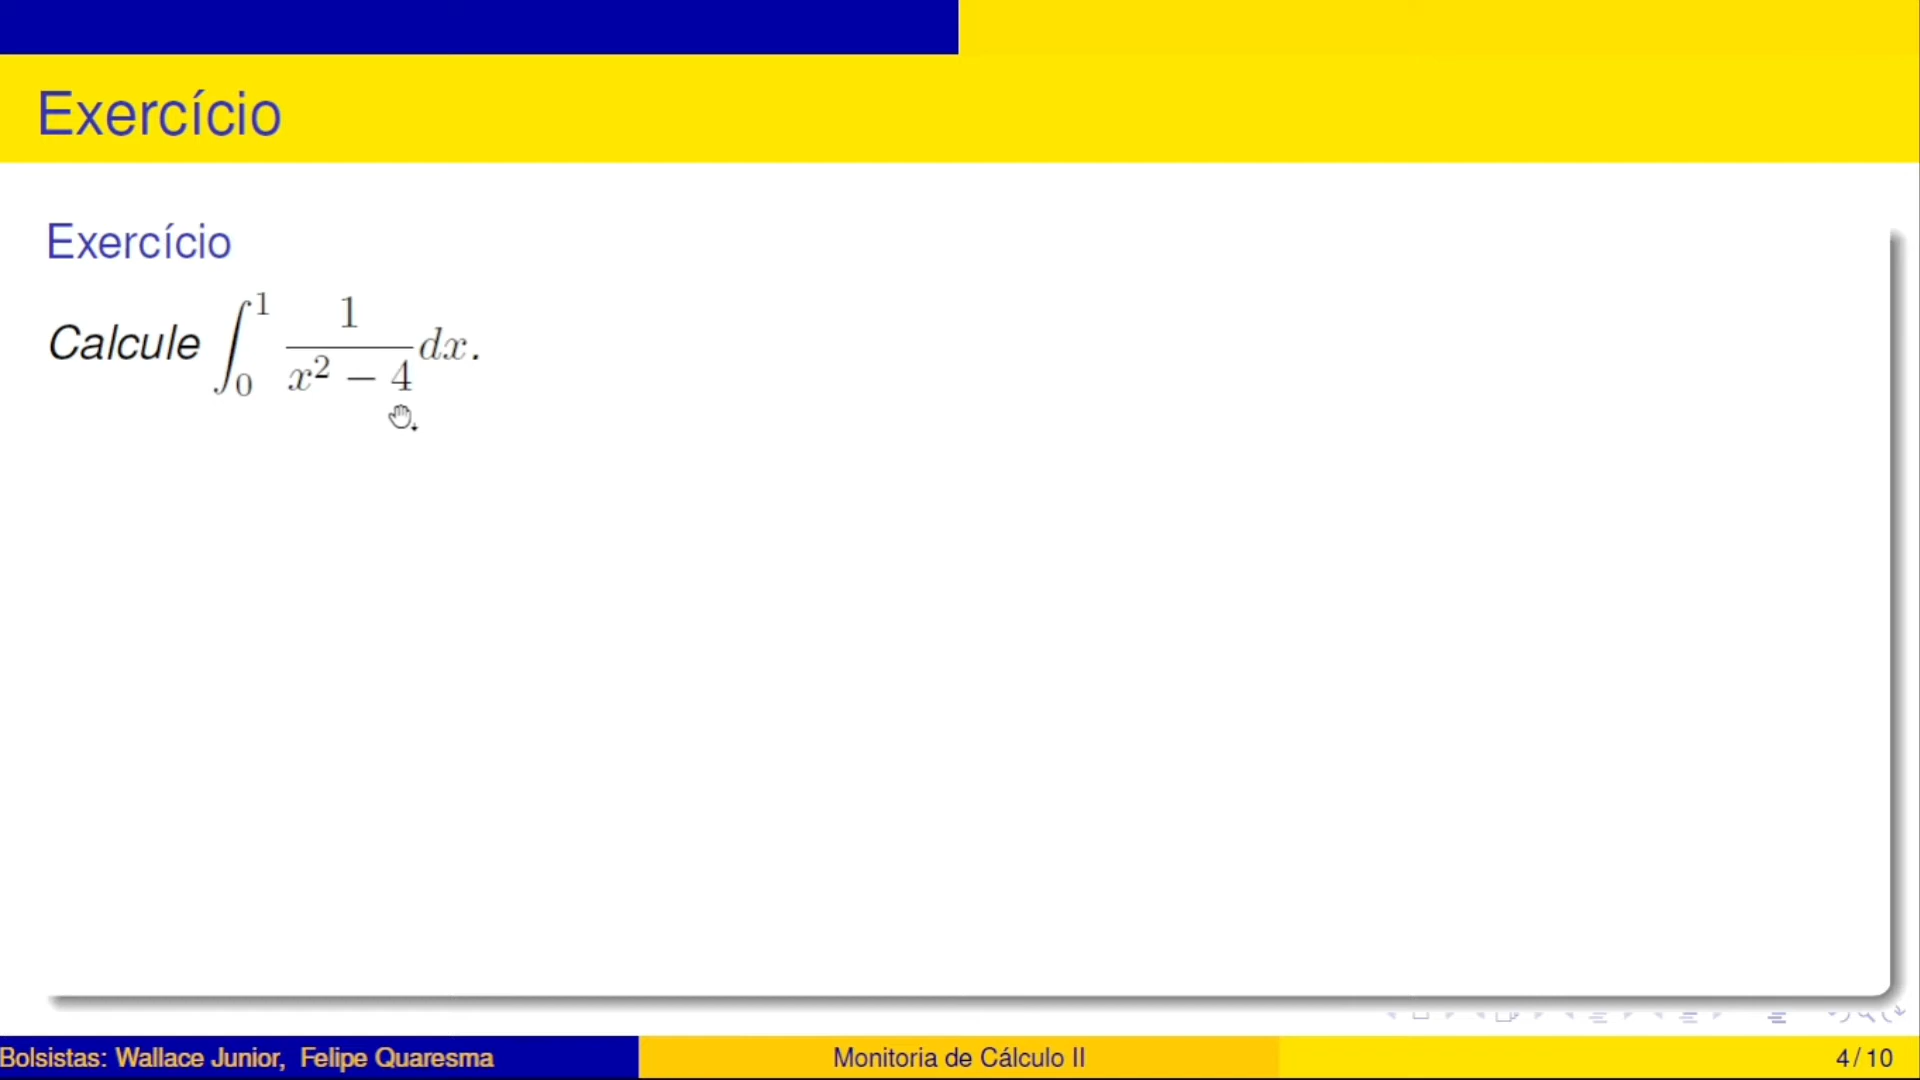 Exercício
Exercício
Calcule ∫₀¹ 1/(x² − 4) dx.
Bolsistas: Wallace Junior, Felipe Quaresma
Monitoria de Cálculo II
4/10